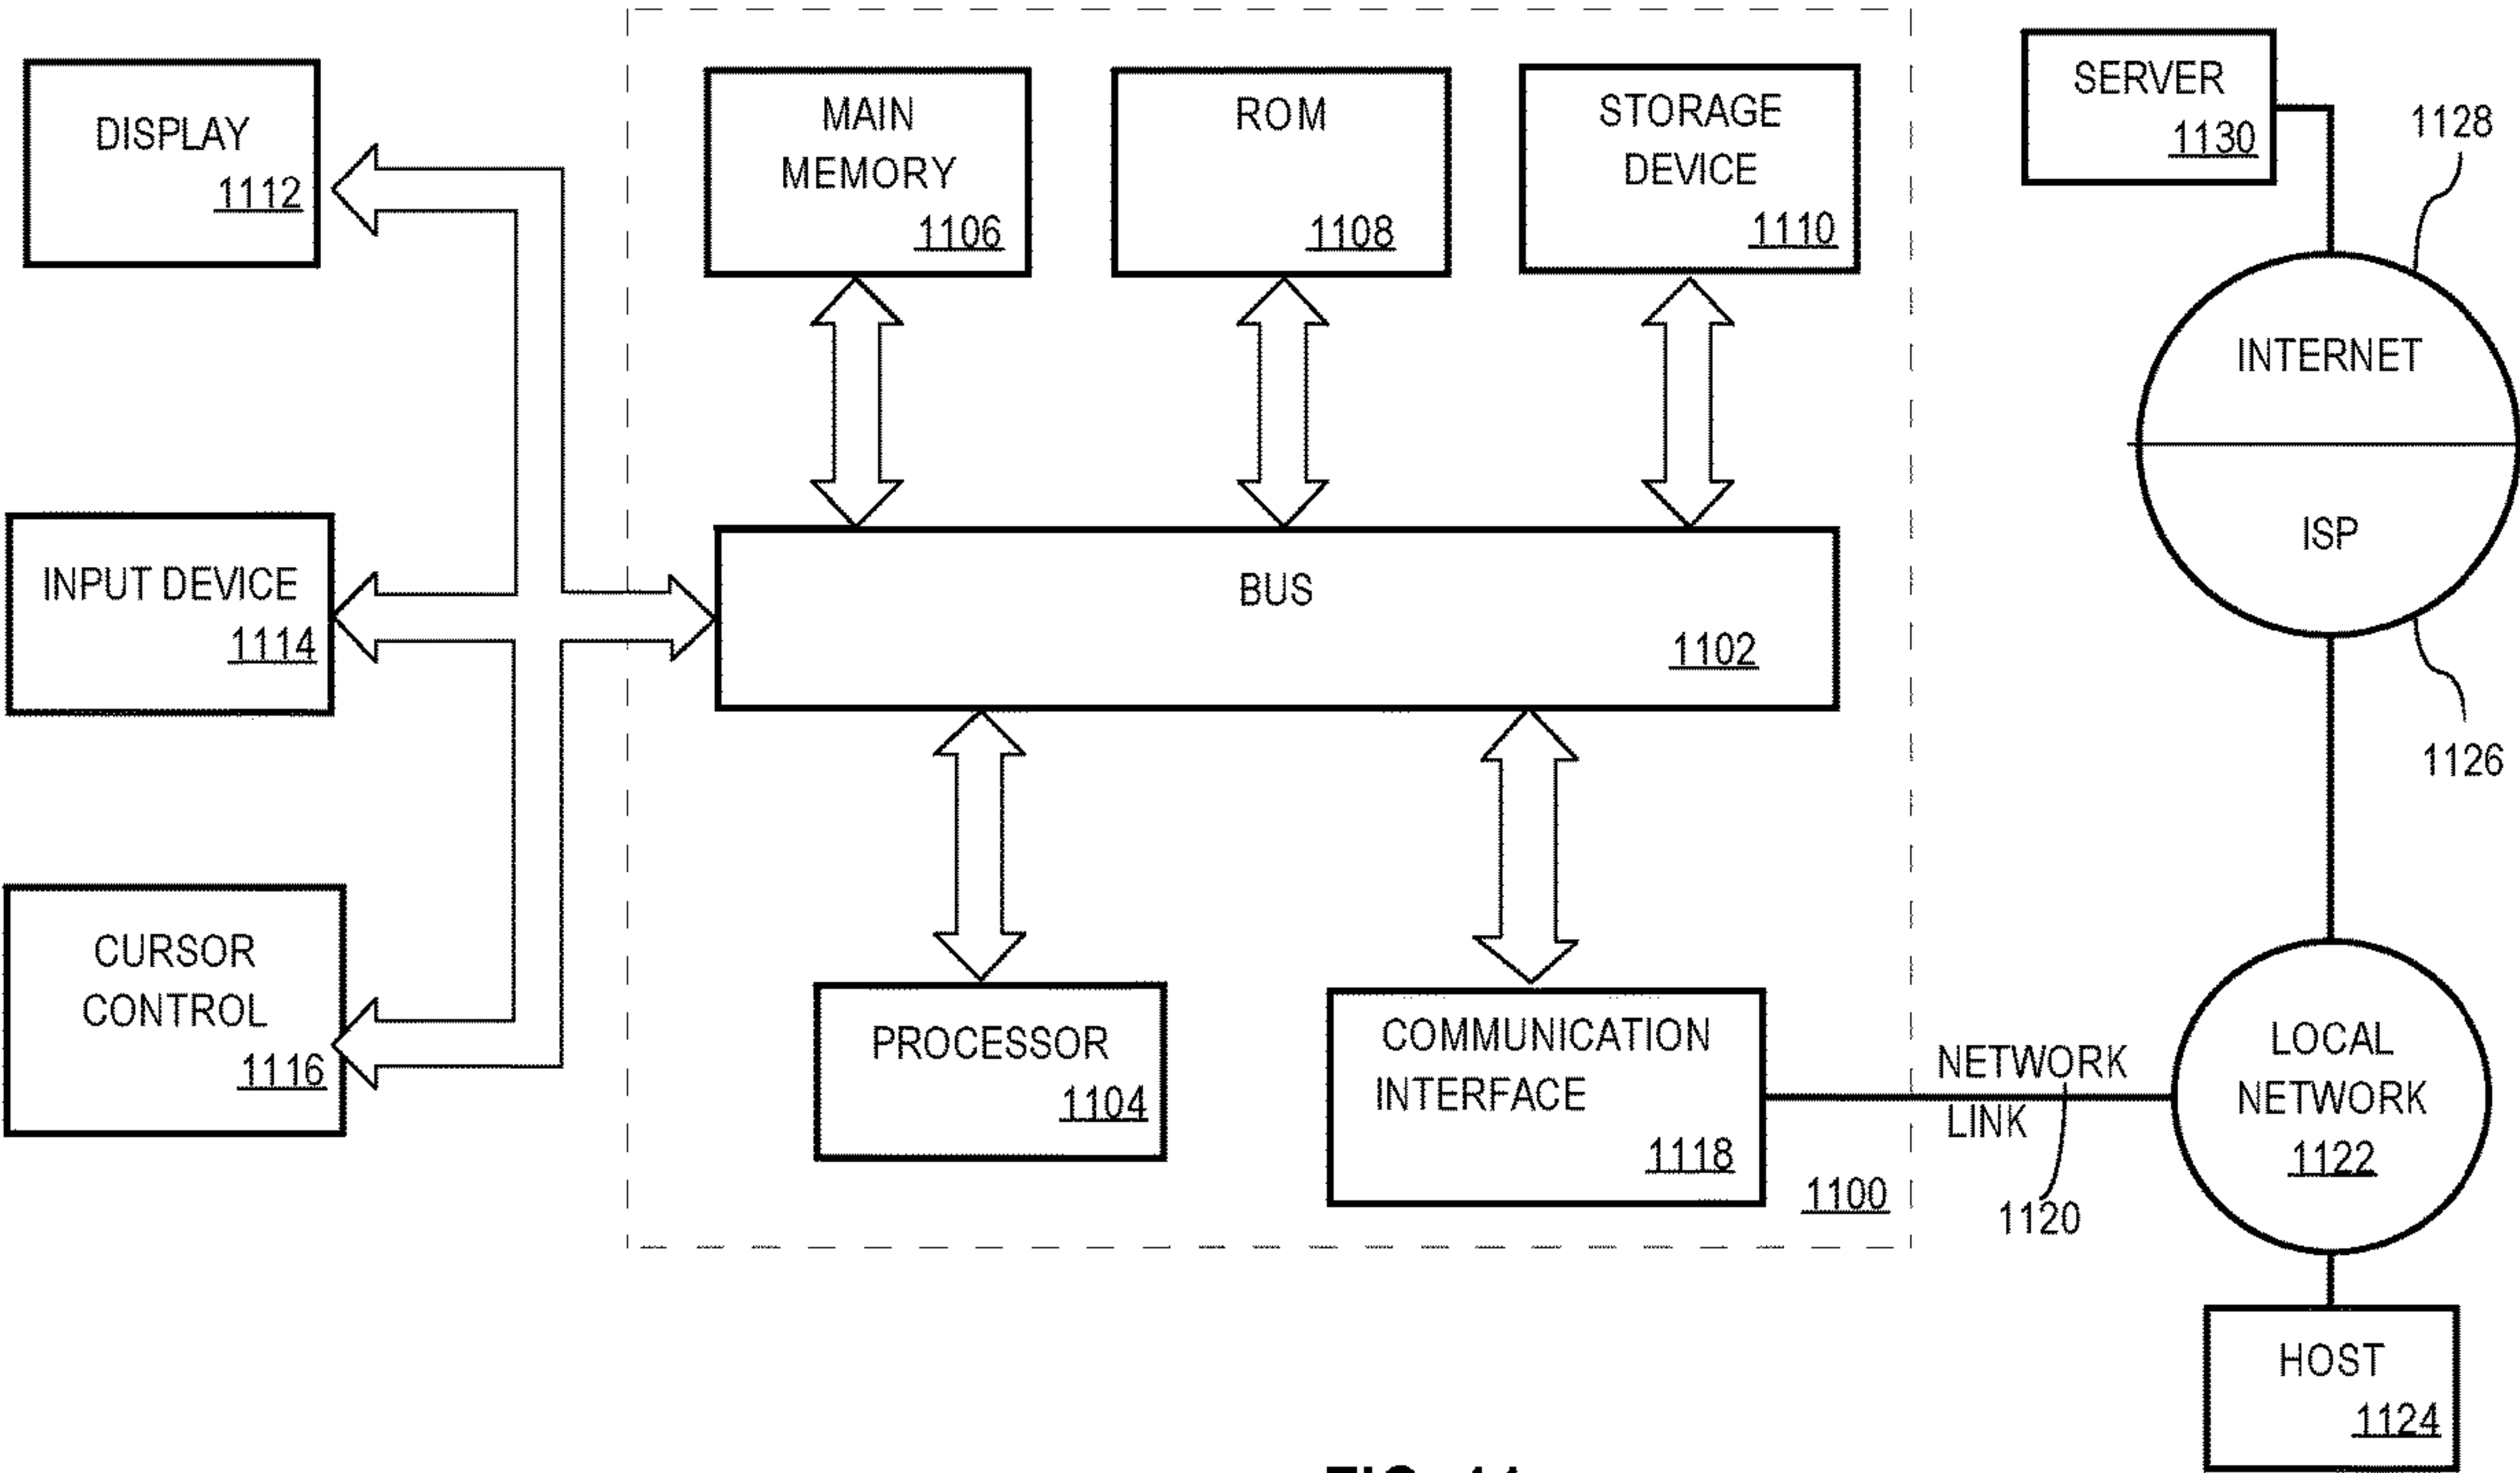 DISPLAY
1112
INPUT DEVICE
1114
CURSOR
CONTROL
1116
MAIN
MEMORY
1106
ROM
1108
STORAGE
DEVICE
1110
BUS
1102
PROCESSOR
1104
COMMUNICATION
INTERFACE
1118
1100
NETWORK
LINK
1120
SERVER
1130
1128
INTERNET
ISP
1126
LOCAL
NETWORK
1122
HOST
1124